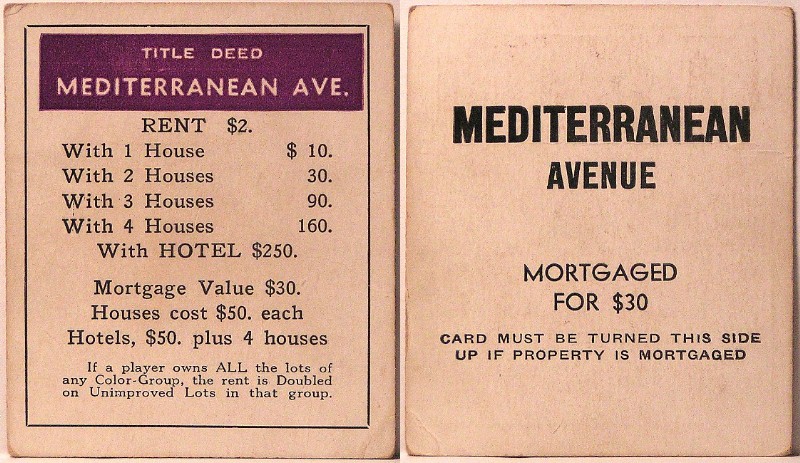 TITLE DEED
MEDITERRANEAN AVE.
RENT $2.
With 1 House $ 10.
With 2 Houses 30.
With 3 Houses 90.
With 4 Houses 160.
With HOTEL $250.
Mortgage Value $30.
Houses cost $50. each
Hotels, $50. plus 4 houses
If a player owns ALL the lots of
any Color-Group, the rent is Doubled
on Unimproved Lots in that group.
MEDITERRANEAN
AVENUE
MORTGAGED
FOR $30
CARD MUST BE TURNED THIS SIDE
UP IF PROPERTY IS MORTGAGED